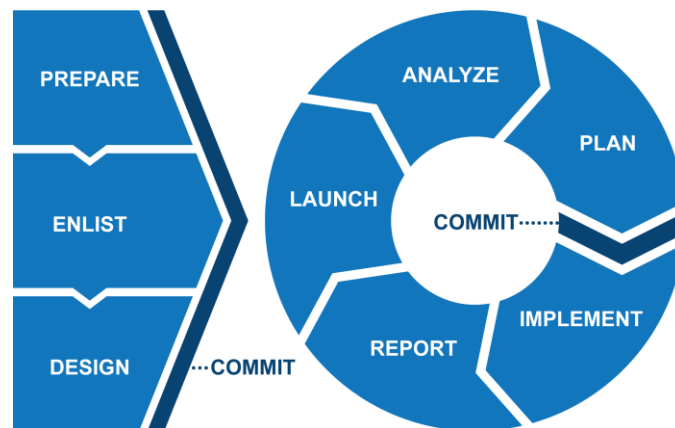 PREPARE
ENLIST
DESIGN
COMMIT
ANALYZE
PLAN
LAUNCH
COMMIT
IMPLEMENT
REPORT